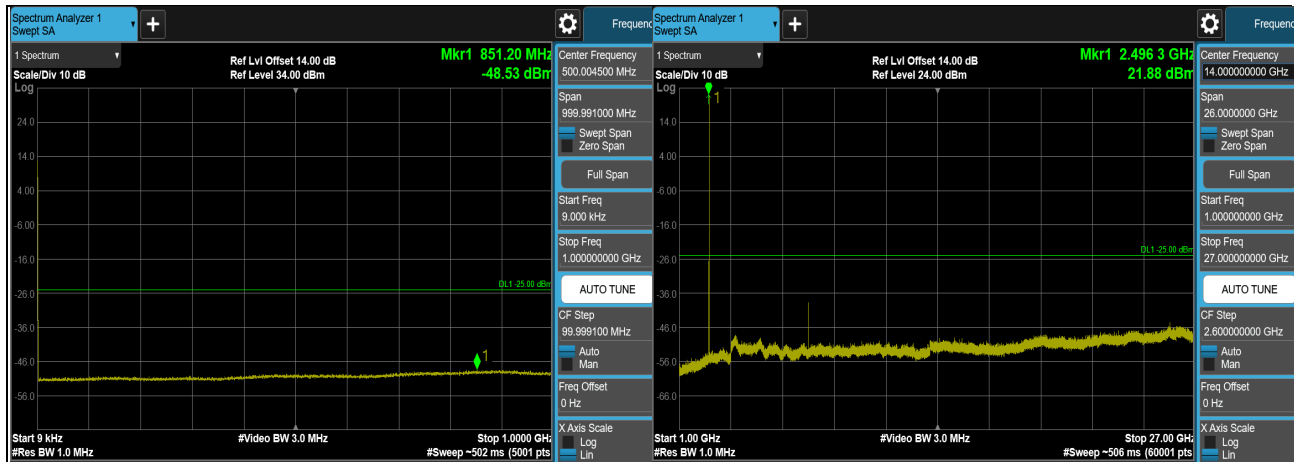 Spectrum Analyzer 1
Swept SA
+
Frequenc
1 Spectrum
Scale/Div 10 dB
Ref Lvl Offset 14.00 dB
Ref Level 34.00 dBm
Mkr1 851.20 MHz
-48.53 dBm
Log
24.0
14.0
4.00
-6.00
-16.0
-26.0
-36.0
-46.0
-56.0
DL1 -25.00 dBm
1
Start 9 kHz
#Res BW 1.0 MHz
#Video BW 3.0 MHz
Stop 1.0000 GHz
#Sweep ~502 ms (5001 pts
Center Frequency
500.004500 MHz
Span
999.991000 MHz
Swept Span
Zero Span
Full Span
Start Freq
9.000 kHz
Stop Freq
1.000000000 GHz
AUTO TUNE
CF Step
99.999100 MHz
Auto
Man
Freq Offset
0 Hz
X Axis Scale
Log
Lin
Spectrum Analyzer 1
Swept SA
+
Frequenc
1 Spectrum
Scale/Div 10 dB
Ref Lvl Offset 14.00 dB
Ref Level 24.00 dBm
Mkr1 2.496 3 GHz
21.88 dBm
Log
1
14.0
4.00
-6.00
-16.0
-26.0
-36.0
-46.0
-56.0
-66.0
DL1 -25.00 dBm
Start 1.00 GHz
#Res BW 1.0 MHz
#Video BW 3.0 MHz
Stop 27.00 GHz
#Sweep ~506 ms (60001 pts
Center Frequency
14.000000000 GHz
Span
26.0000000 GHz
Swept Span
Zero Span
Full Span
Start Freq
1.000000000 GHz
Stop Freq
27.000000000 GHz
AUTO TUNE
CF Step
2.600000000 GHz
Auto
Man
Freq Offset
0 Hz
X Axis Scale
Log
Lin